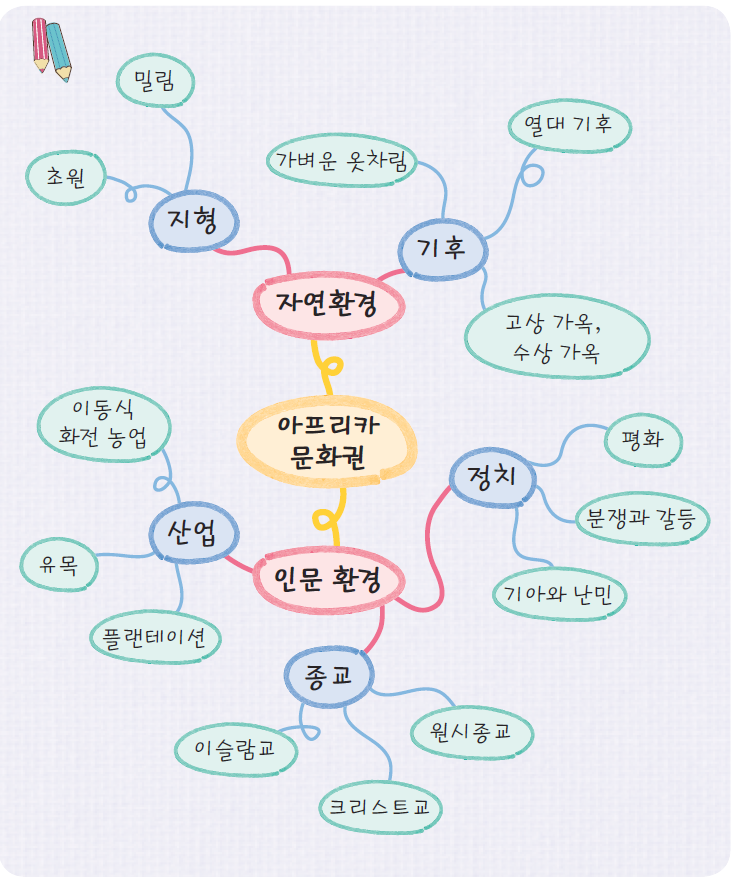 밀림
초원
지형
가벼운 옷차림
열대 기후
기후
고상 가옥,
수상 가옥
자연환경
아프리카
문화권
이동식
화전 농업
산업
유목
플랜테이션
인문 환경
정치
평화
분쟁과 갈등
기아와 난민
종교
이슬람교
크리스트교
원시종교